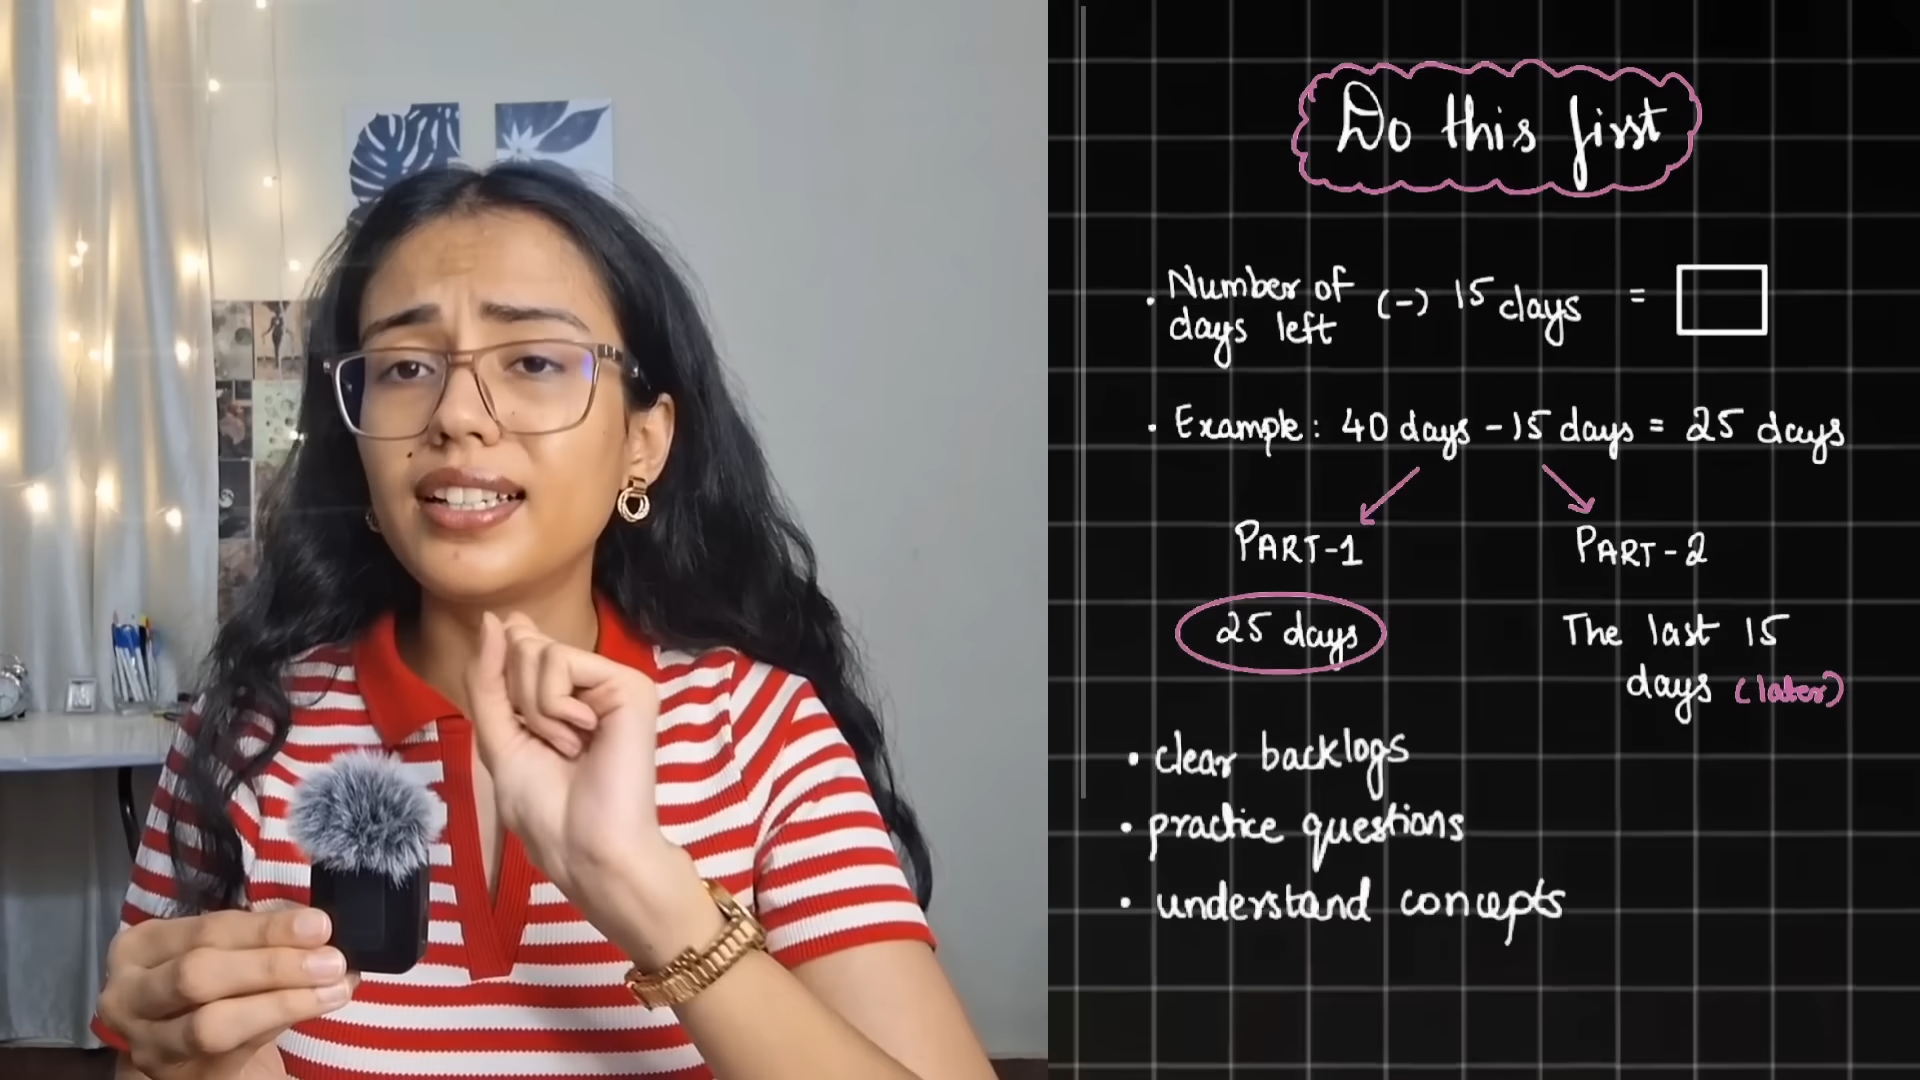 Do this first
• Number of days left (-) 15 days =
• Example: 40 days - 15 days = 25 days
PART-1
PART-2
25 days
The last 15
days (later)
• clear backlogs
• practice questions
• understand concepts